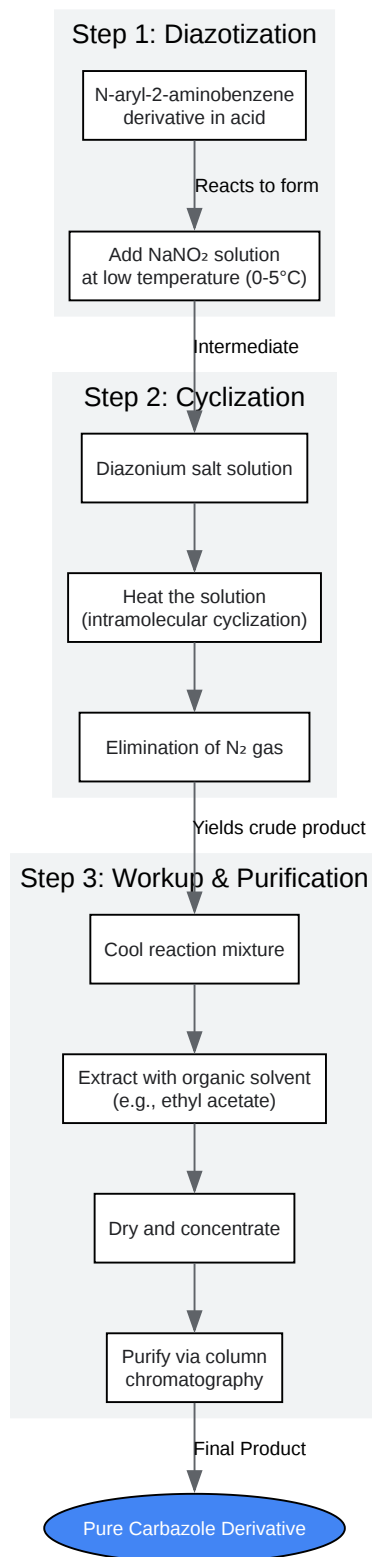 Step 1: Diazotization
N-aryl-2-aminobenzene
derivative in acid
Reacts to form
Add NaNO₂ solution
at low temperature (0-5°C)
Intermediate
Step 2: Cyclization
Diazonium salt solution
Heat the solution
(intramolecular cyclization)
Elimination of N₂ gas
Yields crude product
Step 3: Workup & Purification
Cool reaction mixture
Extract with organic solvent
(e.g., ethyl acetate)
Dry and concentrate
Purify via column
chromatography
Final Product
Pure Carbazole Derivative